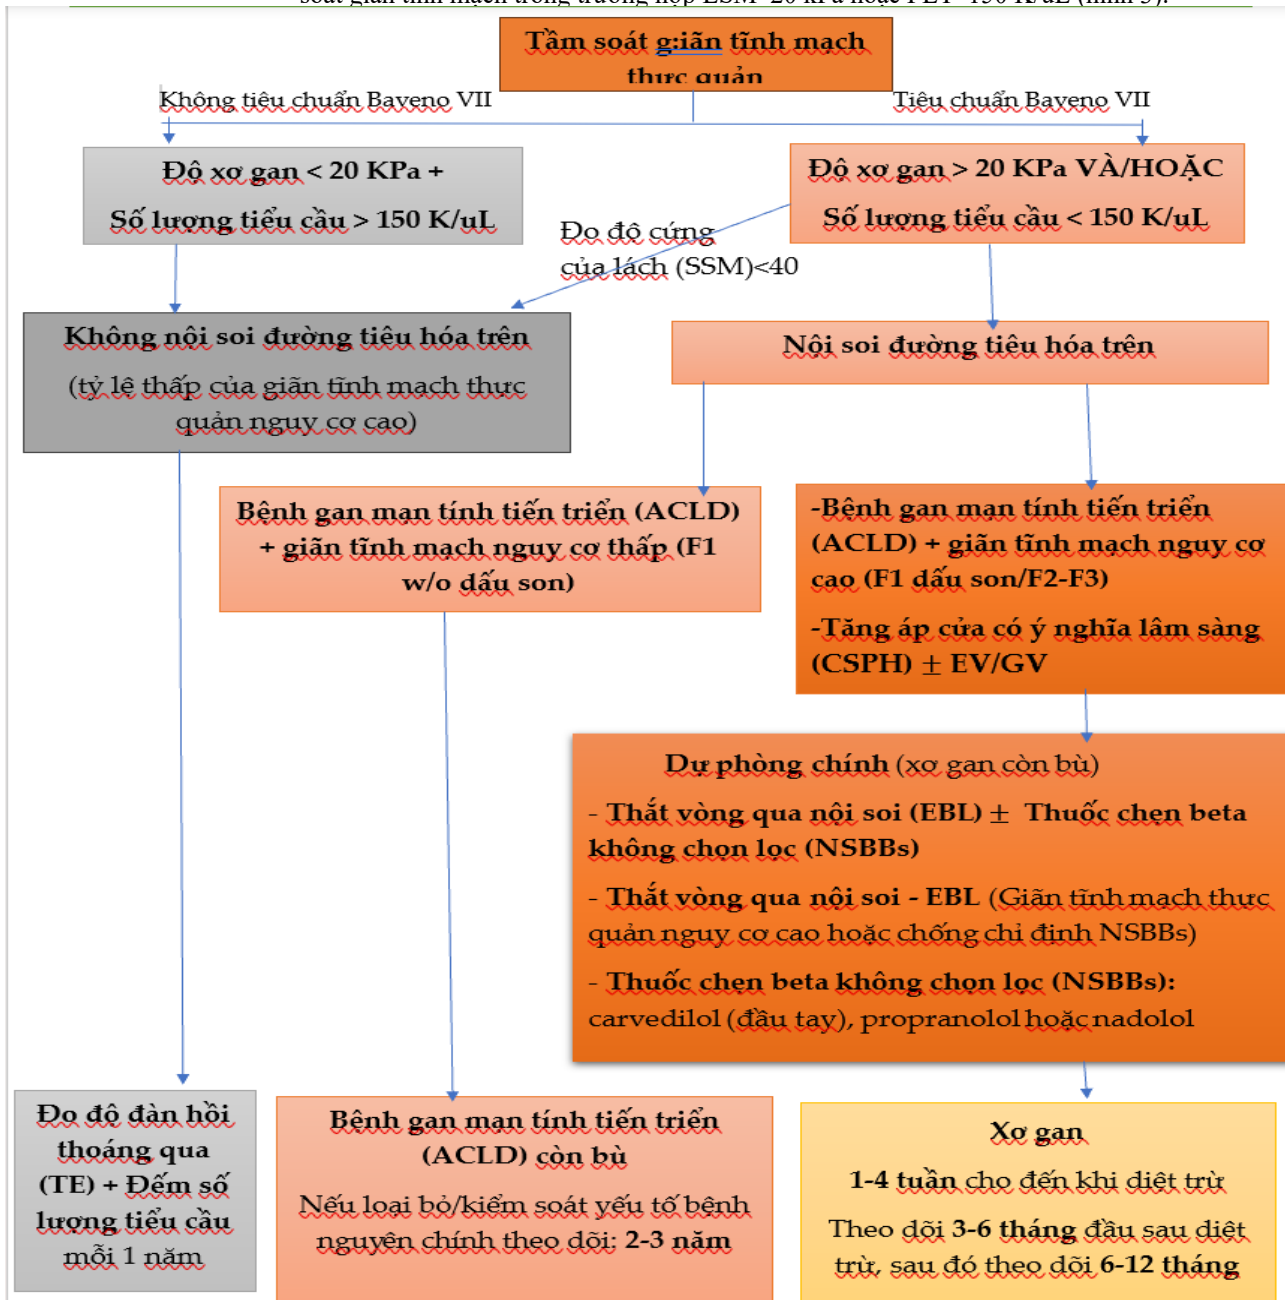 soát giãn tĩnh mạch trong trường hợp LSM
Tầm soát g:iãn tĩnh mạch
thực quản
Không tiêu chuẩn Baveno VII
Tiêu chuẩn Baveno VII
Độ xơ gan < 20 KPa +
Số lượng tiểu cầu > 150 K/uL
Độ xơ gan > 20 KPa VÀ/HOẶC
Số lượng tiểu cầu < 150 K/uL
Đo độ cứng
của lách (SSM)<40
Không nội soi đường tiêu hóa trên
(tỷ lệ thấp của giãn tĩnh mạch thực
quản nguy cơ cao)
Nội soi đường tiêu hóa trên
Bệnh gan mạn tính tiến triển (ACLD)
+ giãn tĩnh mạch nguy cơ thấp (F1
w/o dấu son)
-Bệnh gan mạn tính tiến triển
(ACLD) + giãn tĩnh mạch nguy cơ
cao (F1 dấu son/F2-F3)
-Tăng áp cửa có ý nghĩa lâm sàng
(CSPH) ± EV/GV
Dự phòng chính (xơ gan còn bù)
- Thắt vòng qua nội soi (EBL) ± Thuốc chẹn beta
không chọn lọc (NSBBs)
- Thắt vòng qua nội soi - EBL (Giãn tĩnh mạch thực
quản nguy cơ cao hoặc chống chỉ định NSBBs)
- Thuốc chẹn beta không chọn lọc (NSBBs):
carvedilol (đầu tay), propranolol hoặc nadolol
Đo độ đàn hồi
thoáng qua
(TE) + Đếm số
lượng tiểu cầu
mỗi 1 năm
Bệnh gan mạn tính tiến triển
(ACLD) còn bù
Nếu loại bỏ/kiểm soát yếu tố bệnh
nguyên chính theo dõi: 2-3 năm
Xơ gan
1-4 tuần cho đến khi diệt trừ
Theo dõi 3-6 tháng đầu sau diệt
trừ, sau đó theo dõi 6-12 tháng